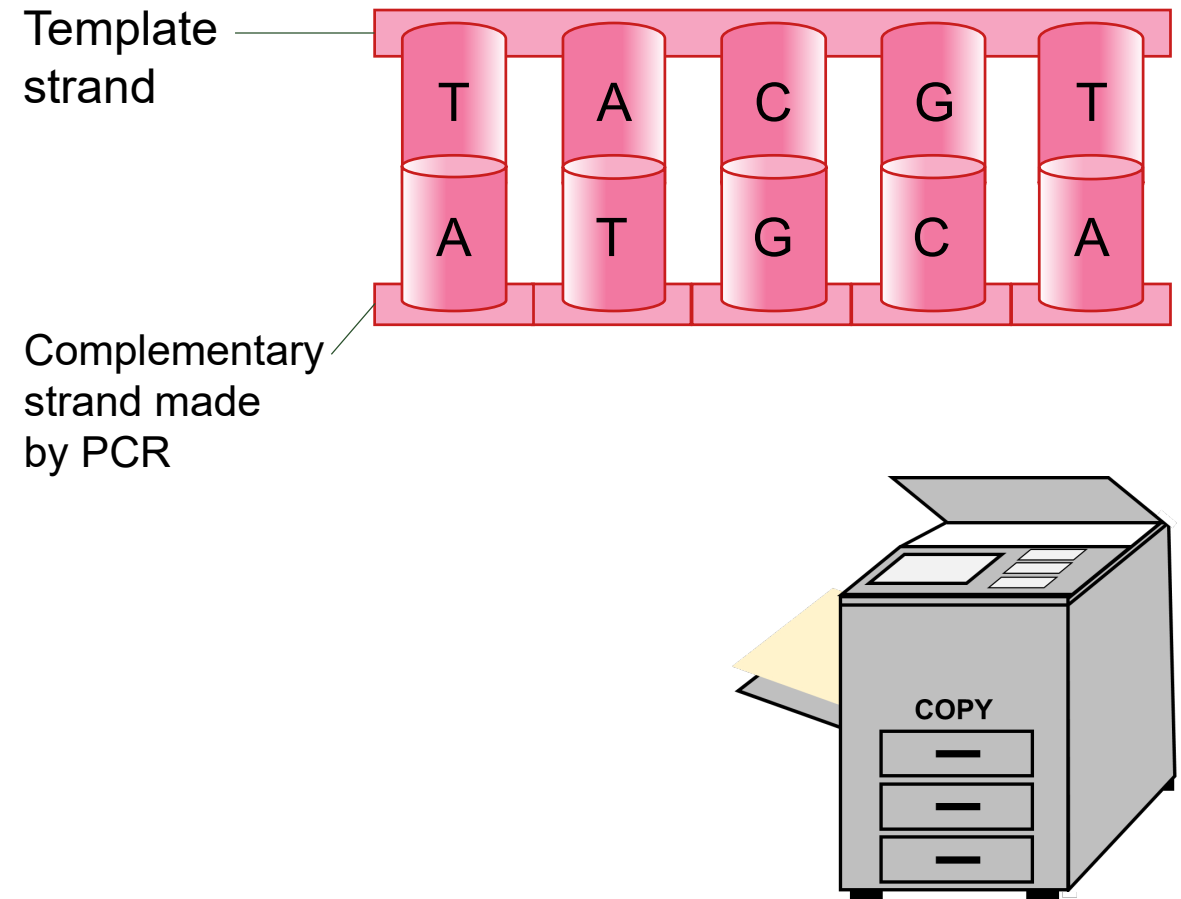 Template
strand
T A C G T
A T G C A
Complementary
strand made
by PCR
COPY